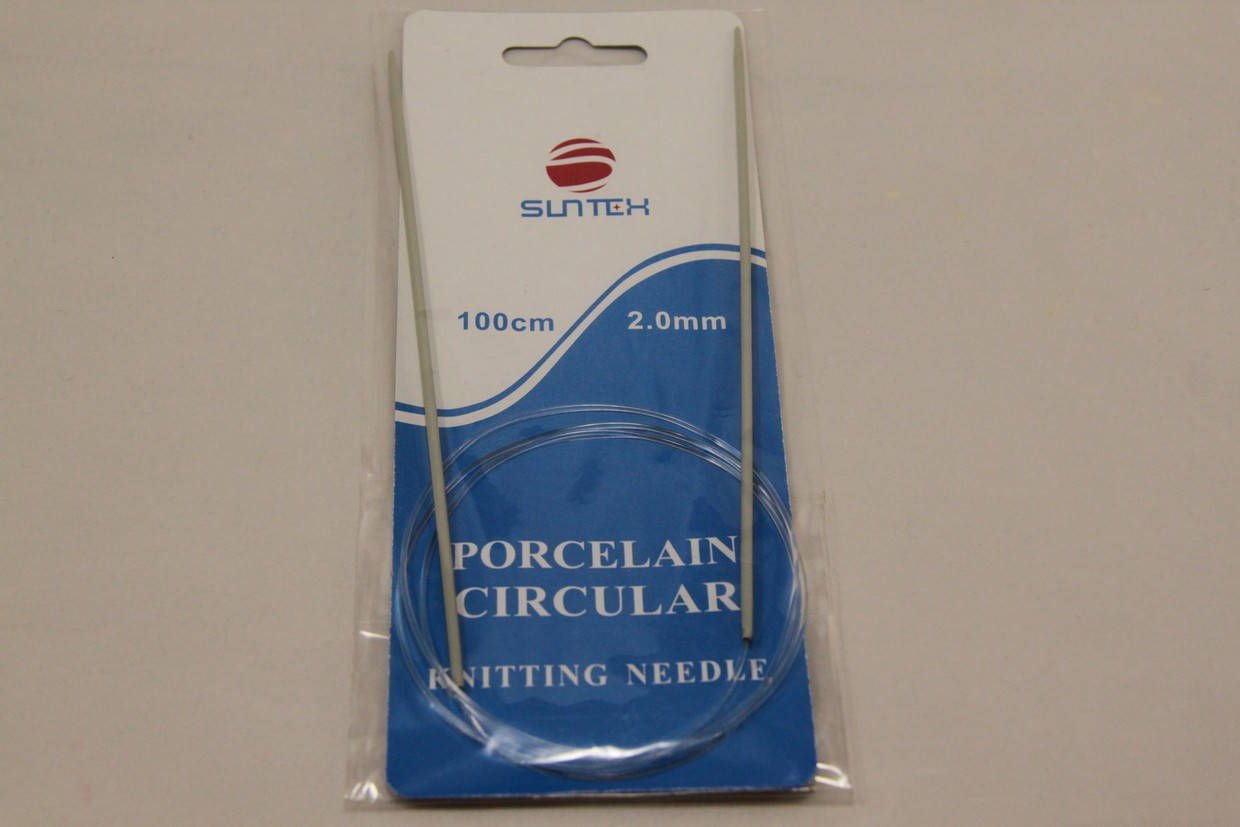 SUNTEX
100cm 2.0mm
PORCELAIN
CIRCULAR
KNITTING NEEDLE